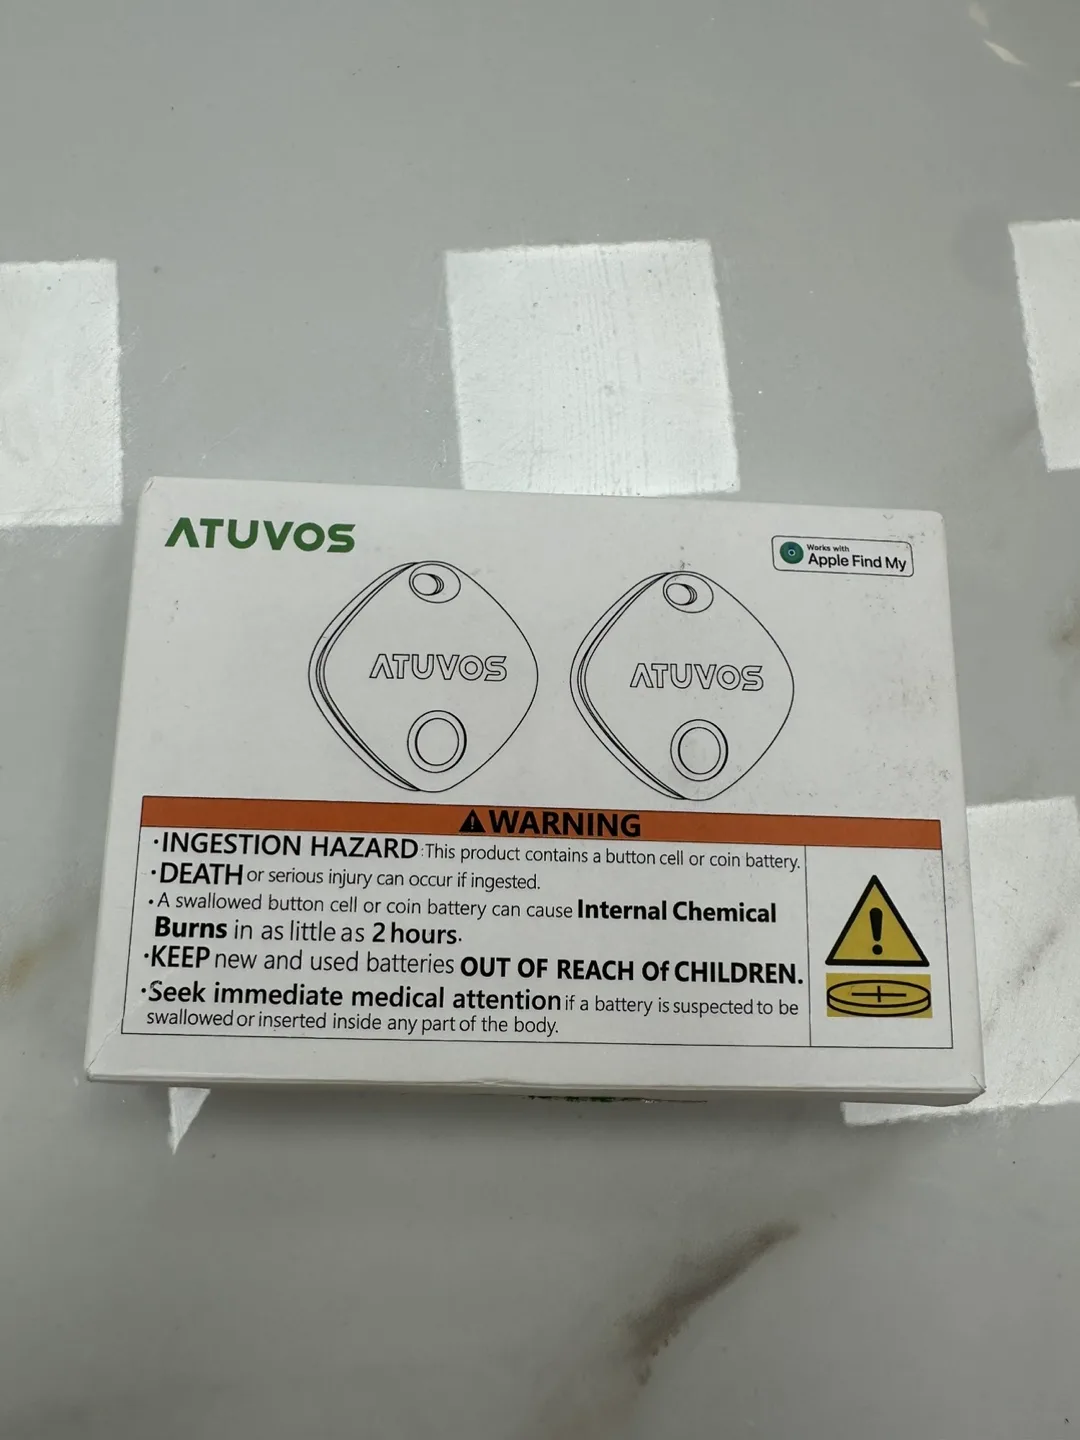 ATUVOS
Works with
Apple Find My
ATUVOS
ATUVOS
WARNING
·INGESTION HAZARD:This product contains a button cell or coin battery.
·DEATH or serious injury can occur if ingested.
·A swallowed button cell or coin battery can cause Internal Chemical
Burns in as little as 2 hours.
·KEEP new and used batteries OUT OF REACH Of CHILDREN.
·Seek immediate medical attention if a battery is suspected to be
swallowed or inserted inside any part of the body.